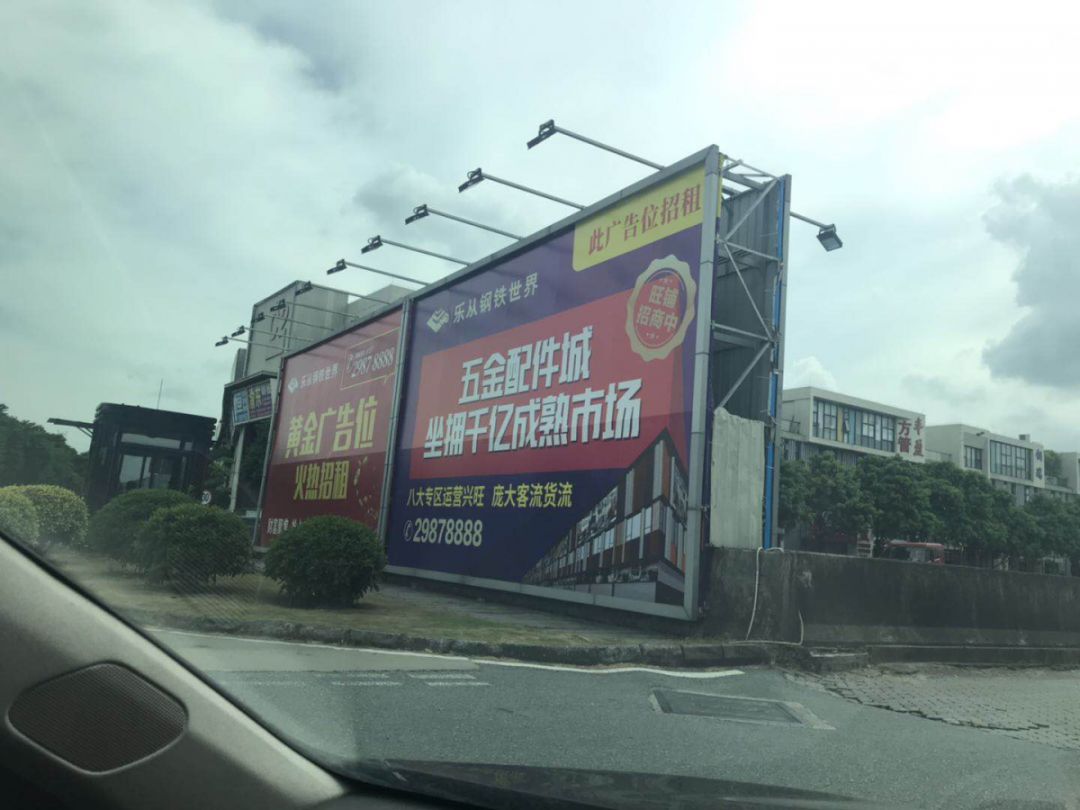 此广告位招租
乐从钢铁世界
旺铺
招商中
五金配件城
坐拥千亿成熟市场
八大专区运营兴旺 庞大客流货流
29878888
乐从钢铁世界
2987 8888
黄金广告位
火热招租
方管
30